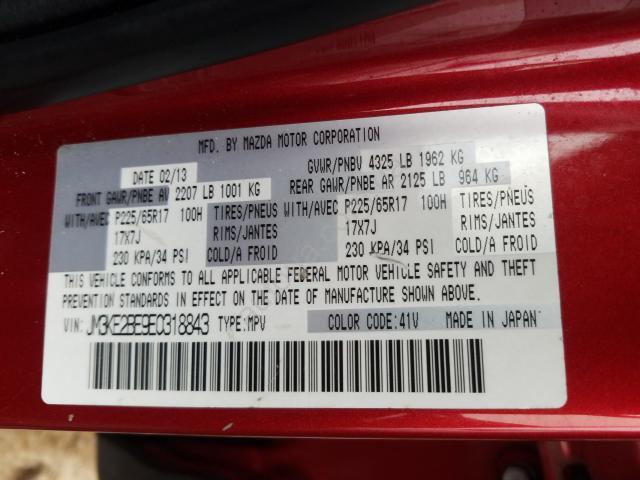 MFD. BY MAZDA MOTOR CORPORATION
DATE 02/13 GVWR/PNBV 4325 LB 1962 KG
FRONT GAWR/PNBE AV 2207 LB 1001 KG REAR GAWR/PNBE AR 2125 LB 964 KG
WITH/AVEC P225/65R17 100H TIRES/PNEUS WITH/AVEC P225/65R17 100H TIRES/PNEUS
17X7J RIMS/JANTES 17X7J RIMS/JANTES
230 KPA/34 PSI COLD/A FROID 230 KPA/34 PSI COLD/A FROID
THIS VEHICLE CONFORMS TO ALL APPLICABLE FEDERAL MOTOR VEHICLE SAFETY AND THEFT
PREVENTION STANDARDS IN EFFECT ON THE DATE OF MANUFACTURE SHOWN ABOVE.
VIN: JM3KE2BE9E0318843 TYPE:MPV COLOR CODE:41V MADE IN JAPAN